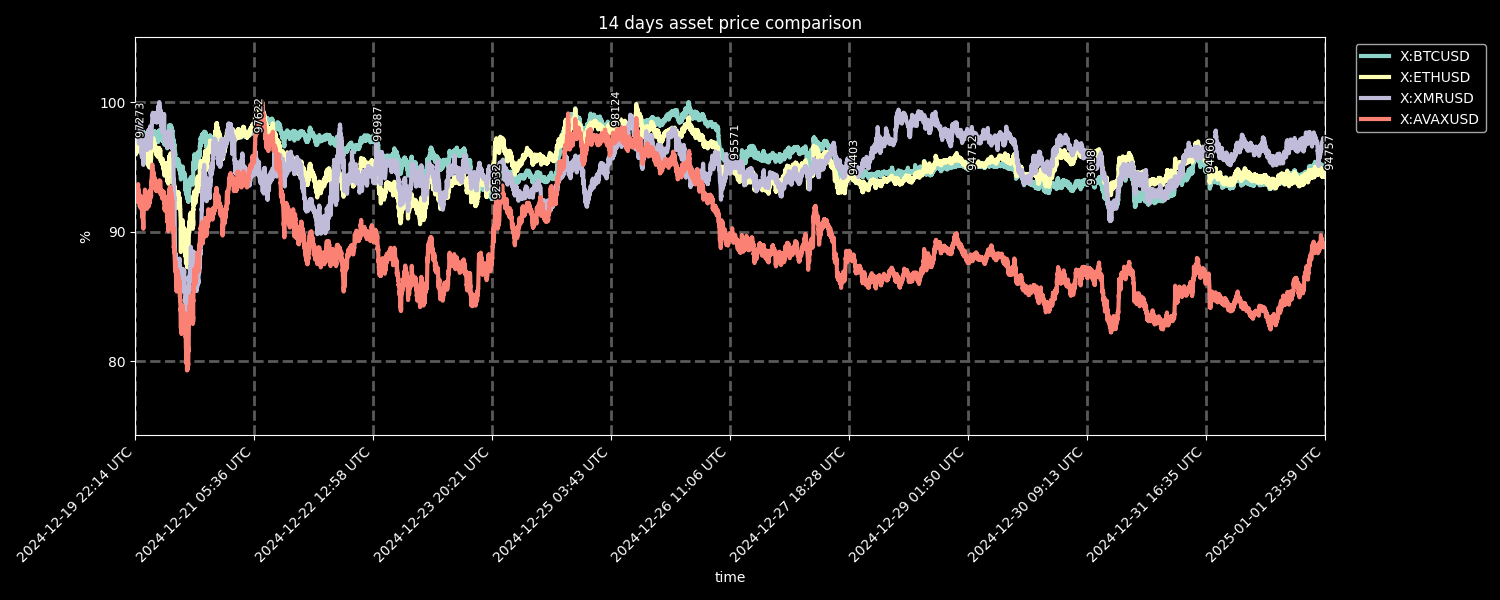 14 days asset price comparison
X:BTCUSD
X:ETHUSD
X:XMRUSD
X:AVAXUSD
100
90
80
%
97273
97622
96987
92532
98124
95571
94403
94752
93618
94560
94757
2024-12-19 22:14 UTC
2024-12-21 05:36 UTC
2024-12-22 12:58 UTC
2024-12-23 20:21 UTC
2024-12-25 03:43 UTC
2024-12-26 11:06 UTC
2024-12-27 18:28 UTC
2024-12-29 01:50 UTC
2024-12-30 09:13 UTC
2024-12-31 16:35 UTC
2025-01-01 23:59 UTC
time